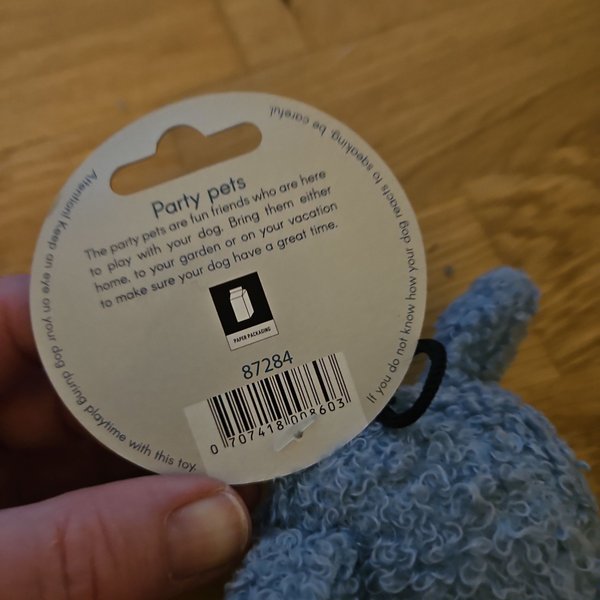 Party pets
The party pets are fun friends who are here
to play with your dog. Bring them either
home, to your garden or on your vacation
to make sure your dog have a great time.
PAPER PACKAGING
87284
0 707418 008603
Attention! Keep an eye on your dog during playtime with this toy.
If you do not know how your dog reacts to sqeaking, be careful